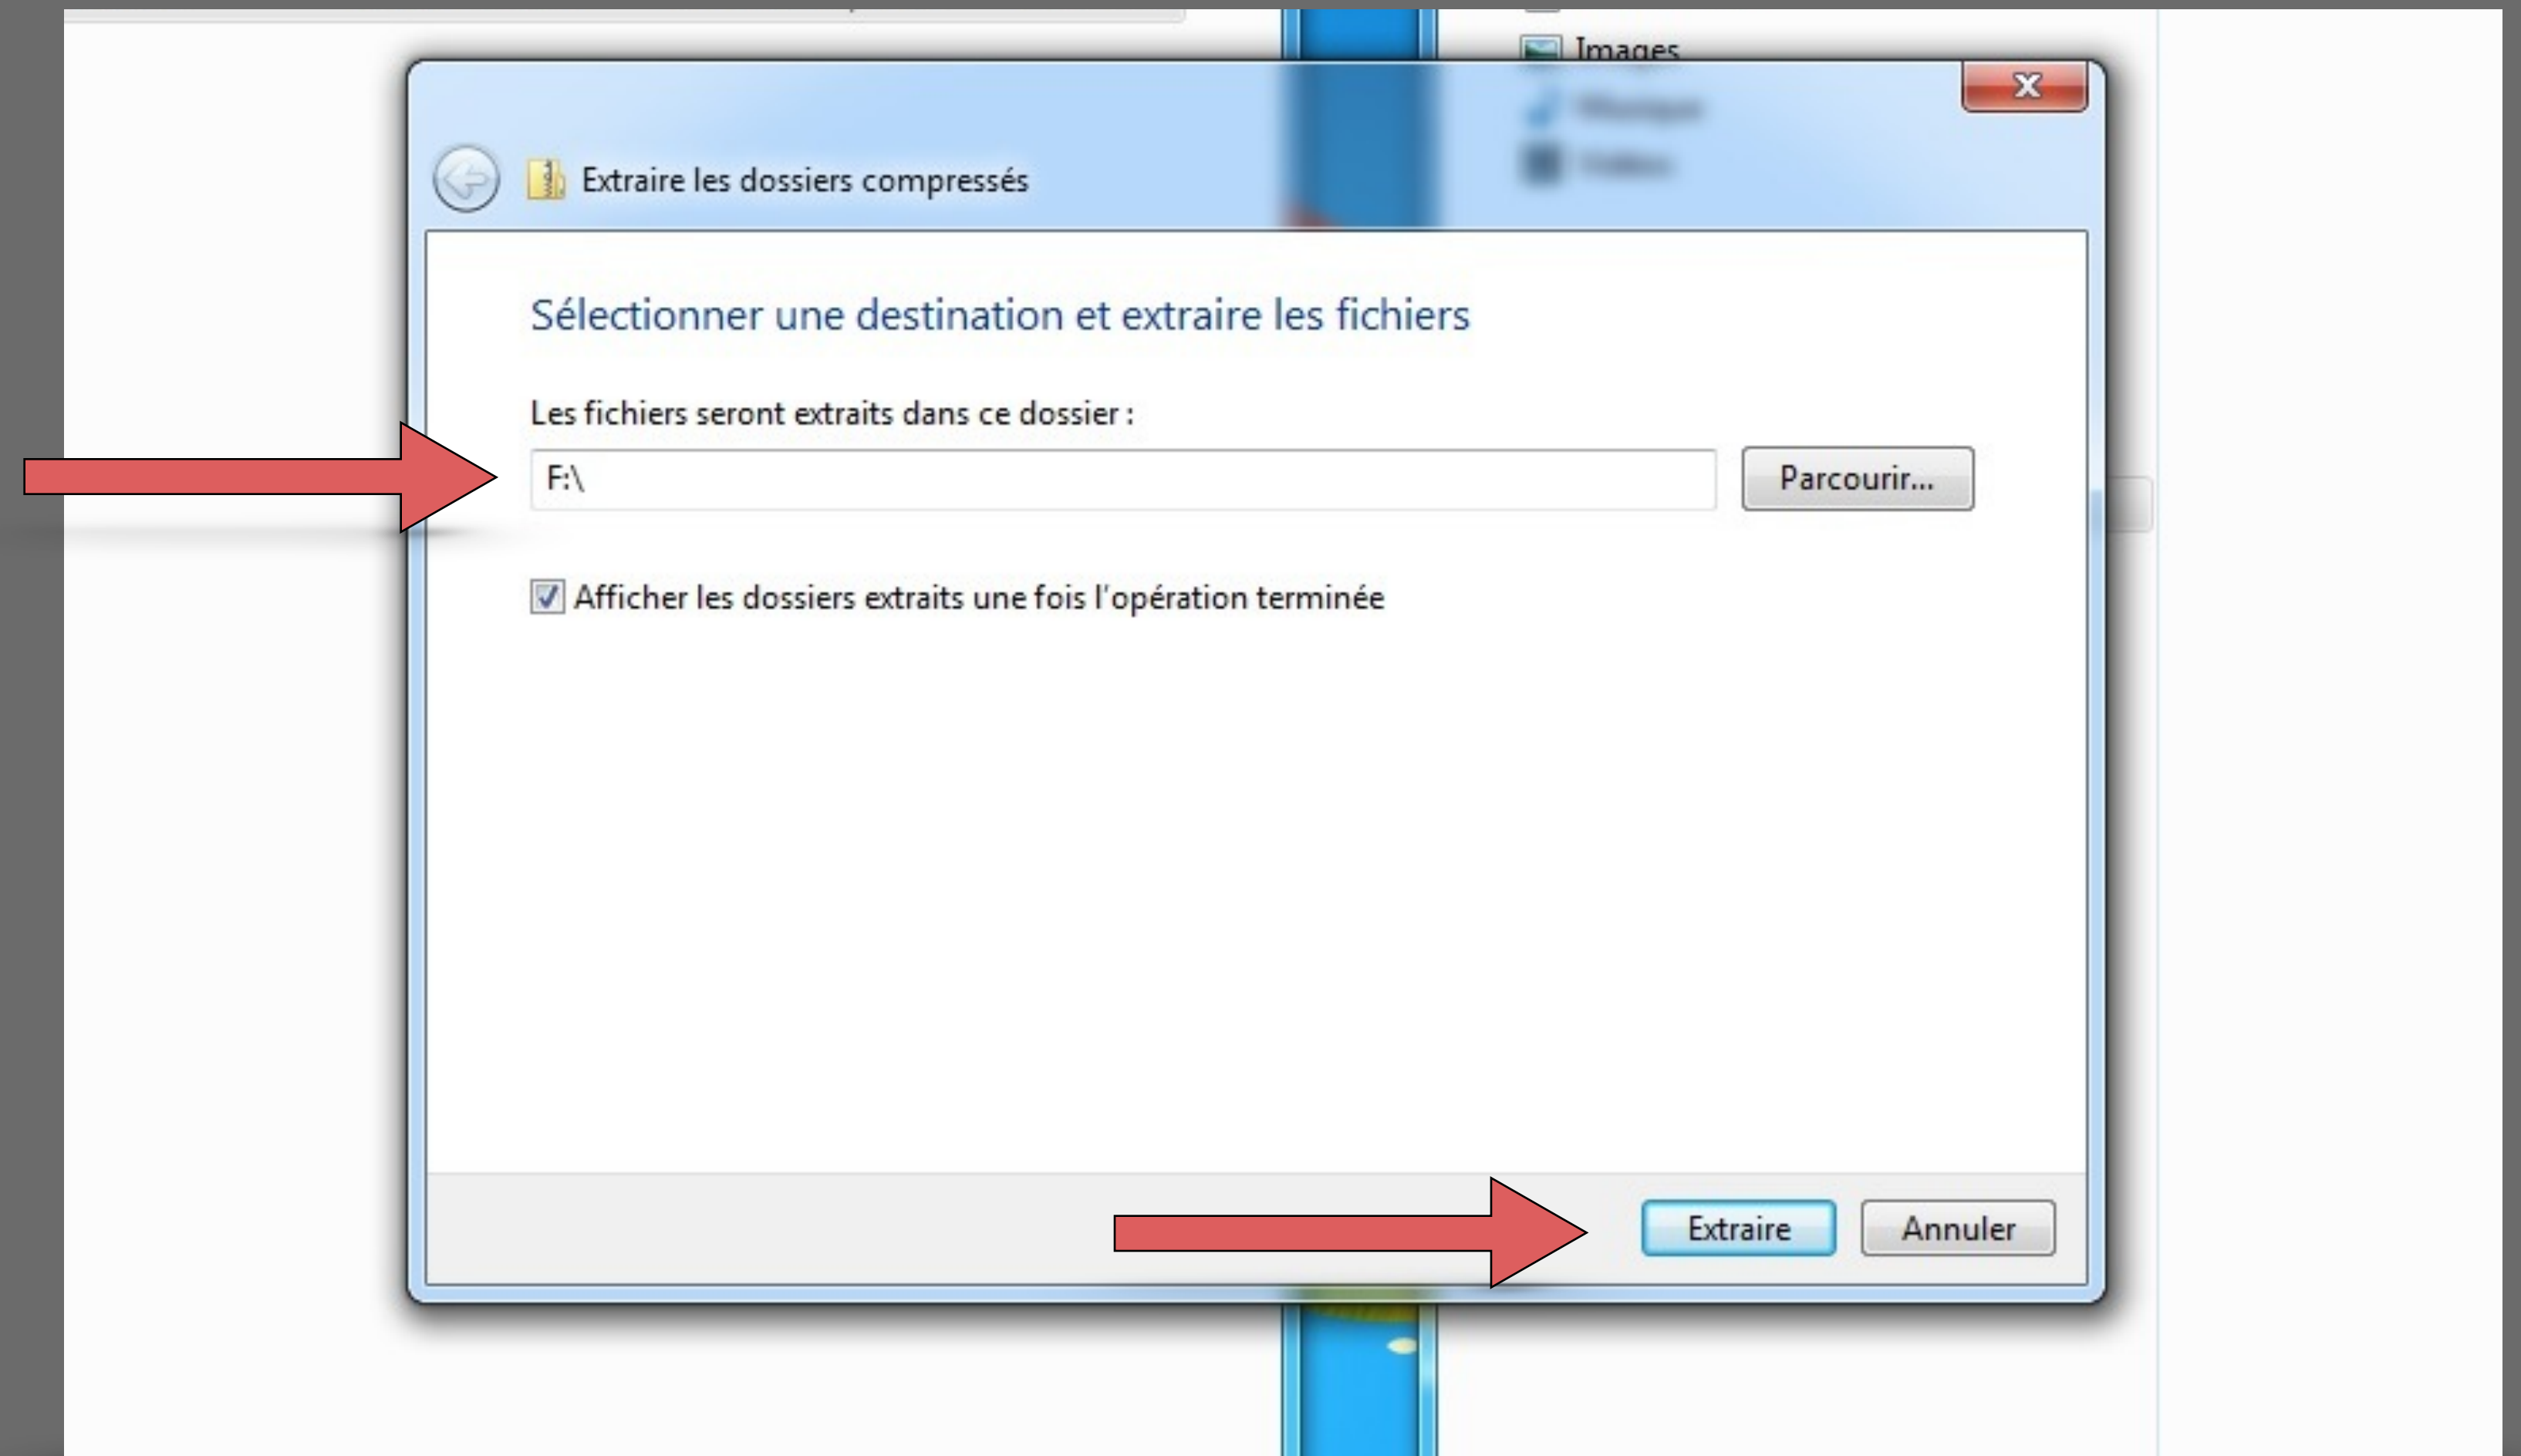 Images
Extraire les dossiers compressés
Sélectionner une destination et extraire les fichiers
Les fichiers seront extraits dans ce dossier :
F:\
Parcourir...
Afficher les dossiers extraits une fois l'opération terminée
Extraire
Annuler